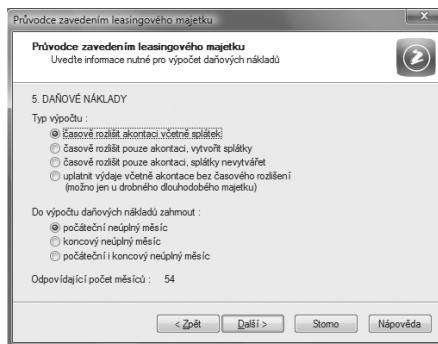 Průvodce zavedením leasingového majetku
Průvodce zavedením leasingového majetku
Uveďte informace nutné pro výpočet daňových nákladů
5. DAŇOVÉ NÁKLADY
Typ výpočtu :
časově rozlišit akontaci včetně splátek
časově rozlišit pouze akontaci, vytvořit splátky
časově rozlišit pouze akontaci, splátky nevytvářet
uplatnit výdaje včetně akontace bez časového rozlišení
(možno jen u drobného dlouhodobého majetku)
Do výpočtu daňových nákladů zahrnout :
počáteční neúplný měsíc
koncový neúplný měsíc
počáteční i koncový neúplný měsíc
Odpovídající počet měsíců : 54
< Zpět Další > Storno Nápověda